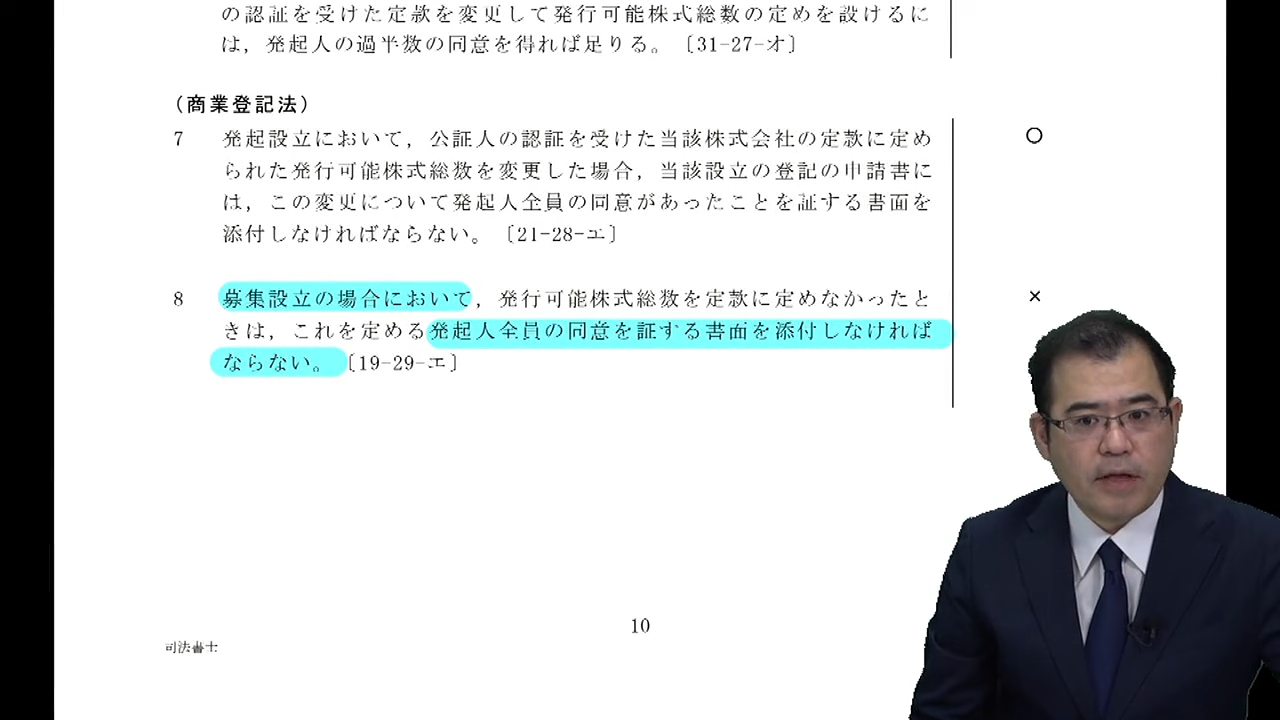 の認証を受けた定款を変更して発行可能株式総数の定めを設けるに
は，発起人の過半数の同意を得れば足りる。〔31-27-オ〕
（商業登記法）
7 発起設立において，公証人の認証を受けた当該株式会社の定款に定め ○
られた発行可能株式総数を変更した場合，当該設立の登記の申請書に
は，この変更について発起人全員の同意があったことを証する書面を
添付しなければならない。〔21-28-エ〕
8 募集設立の場合において，発行可能株式総数を定款に定めなかったと ×
きは，これを定める発起人全員の同意を証する書面を添付しなければ
ならない。〔19-29-エ〕
10
司法書士